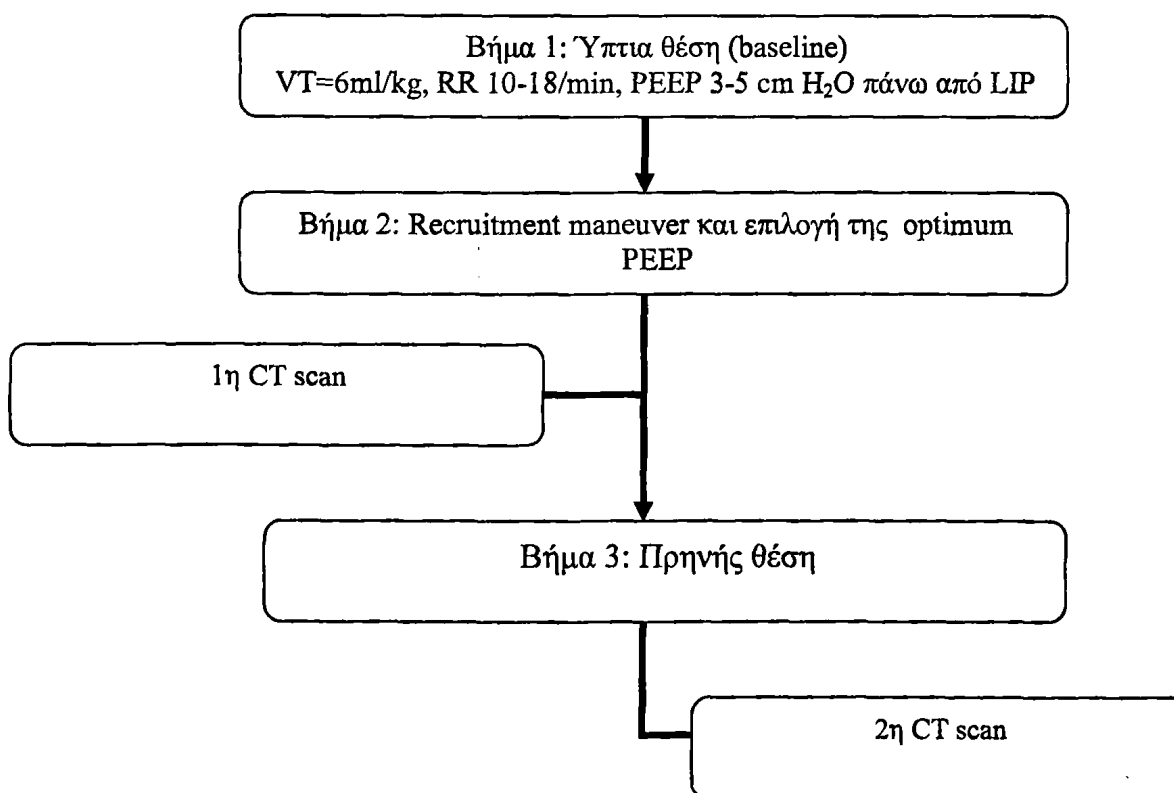 Βήμα 1: Ύπτια θέση (baseline)
VT=6ml/kg, RR 10-18/min, PEEP 3-5 cm H₂O πάνω από LIP
Βήμα 2: Recruitment maneuver και επιλογή της optimum
PEEP
1η CT scan
Βήμα 3: Πρηνής θέση
2η CT scan